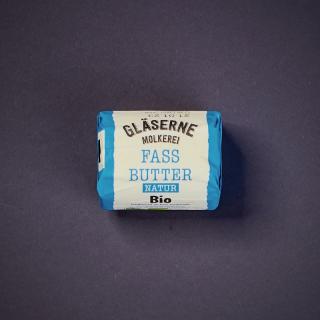 GLÄSERNE
MOLKEREI
FASS
BUTTER
NATUR
Bio